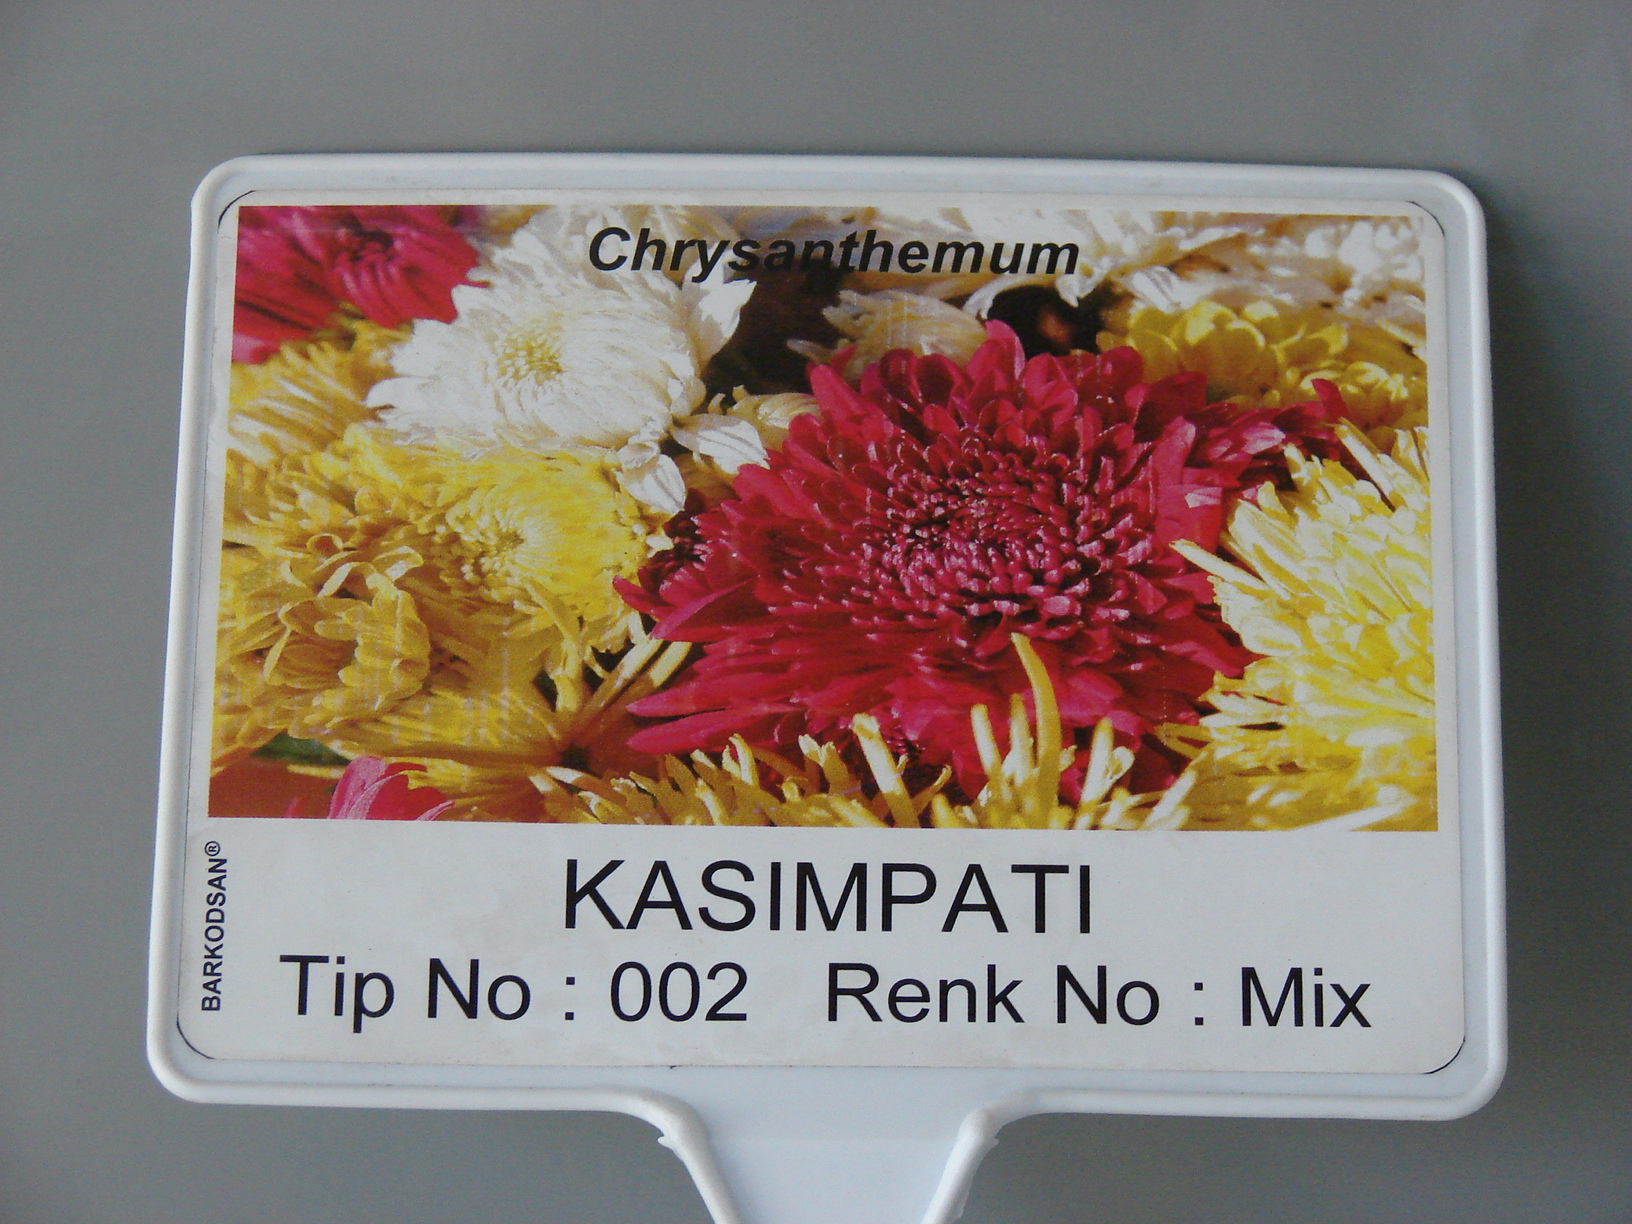 Chrysanthemum
KASIMPATI
Tip No : 002 Renk No : Mix
BARKODSAN®